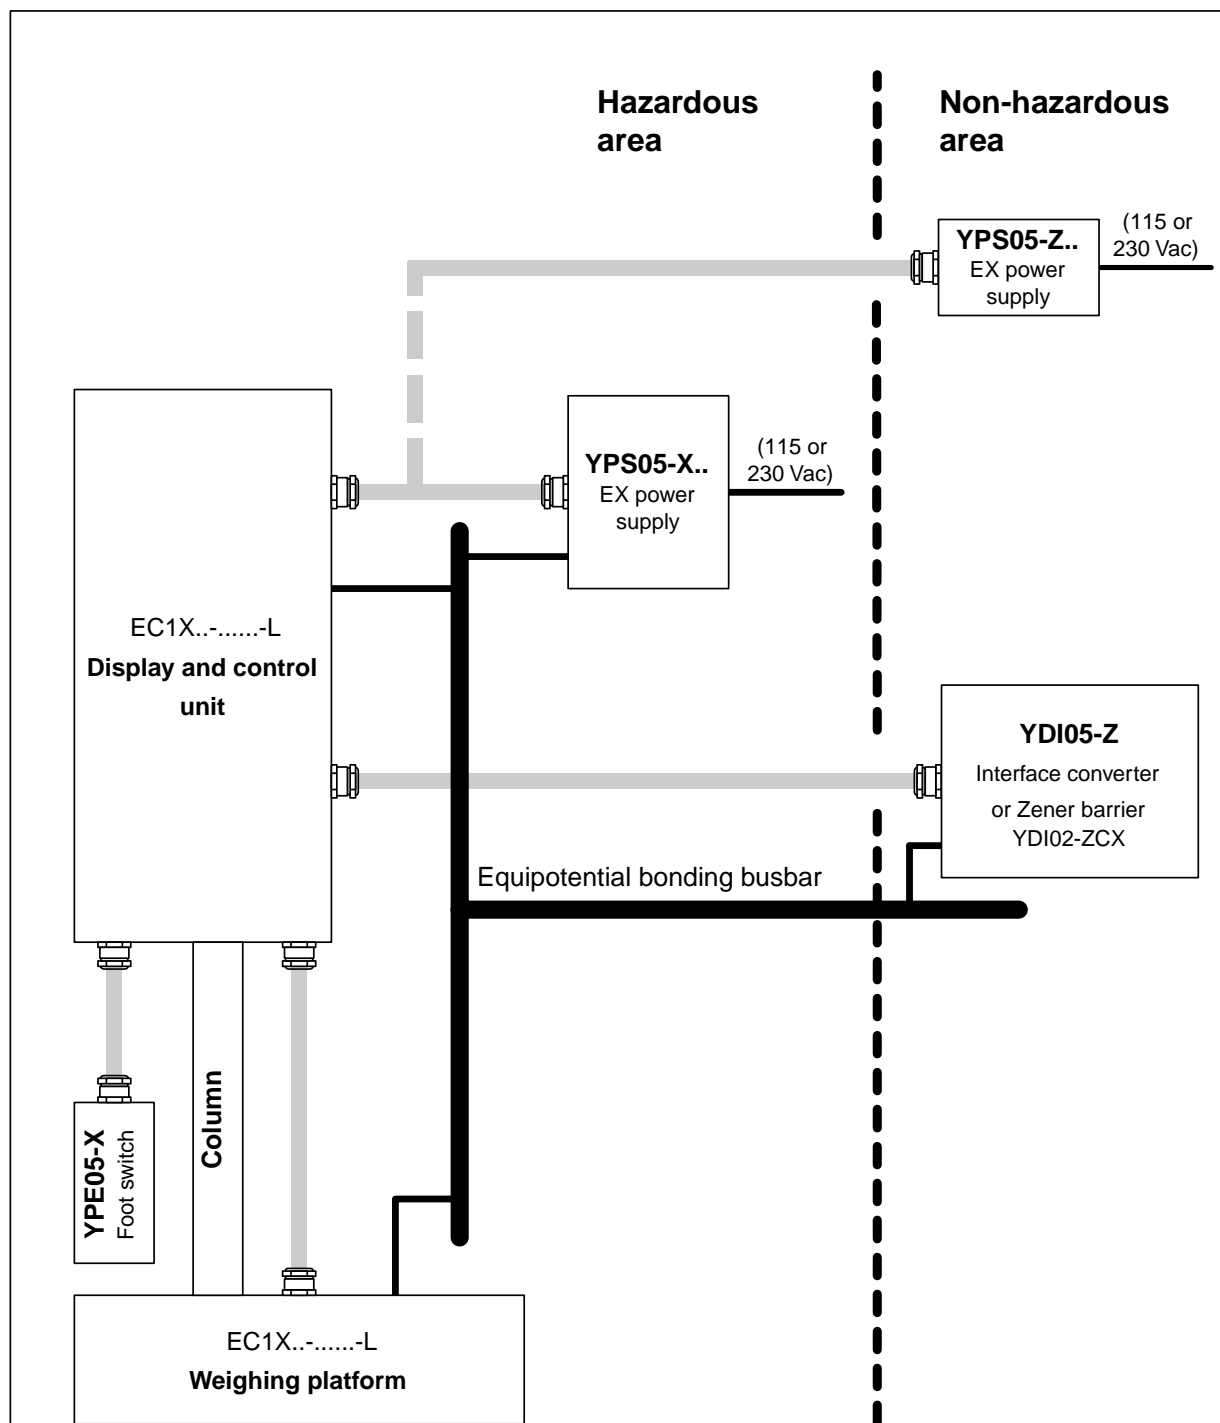 Hazardous
area
Non-hazardous
area
YPS05-Z..
EX power
supply
(115 or
230 Vac)
YPS05-X..
EX power
supply
(115 or
230 Vac)
EC1X..-......-L
Display and control
unit
YDI05-Z
Interface converter
or Zener barrier
YDI02-ZCX
Equipotential bonding busbar
Column
YPE05-X
Foot switch
EC1X..-......-L
Weighing platform